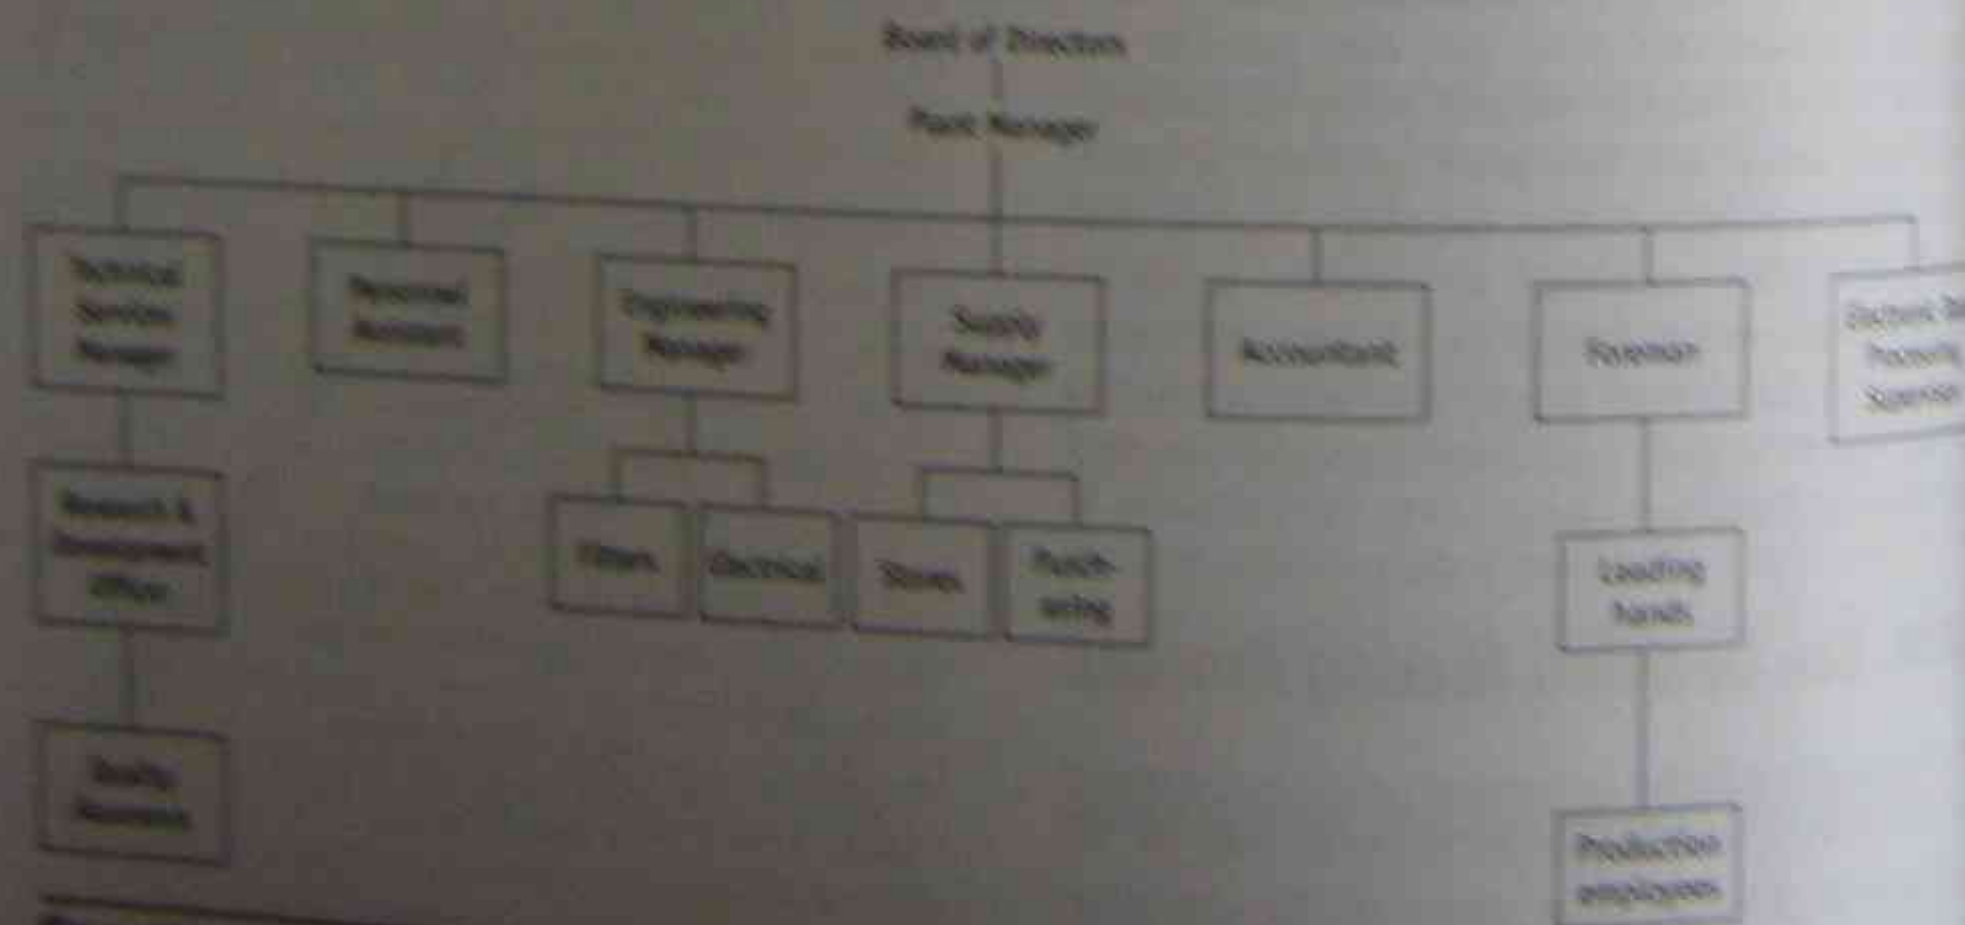 Board of Directors
Plant Manager
Technical
Services
Manager
Personnel
Assistant
Engineering
Manager
Supply
Manager
Accountant
Foreman
Electronic
Research &
Development
Officer
Fitters
Electrical
Stores
Purch-
asing
Leading
hands
Quality
Production
employees